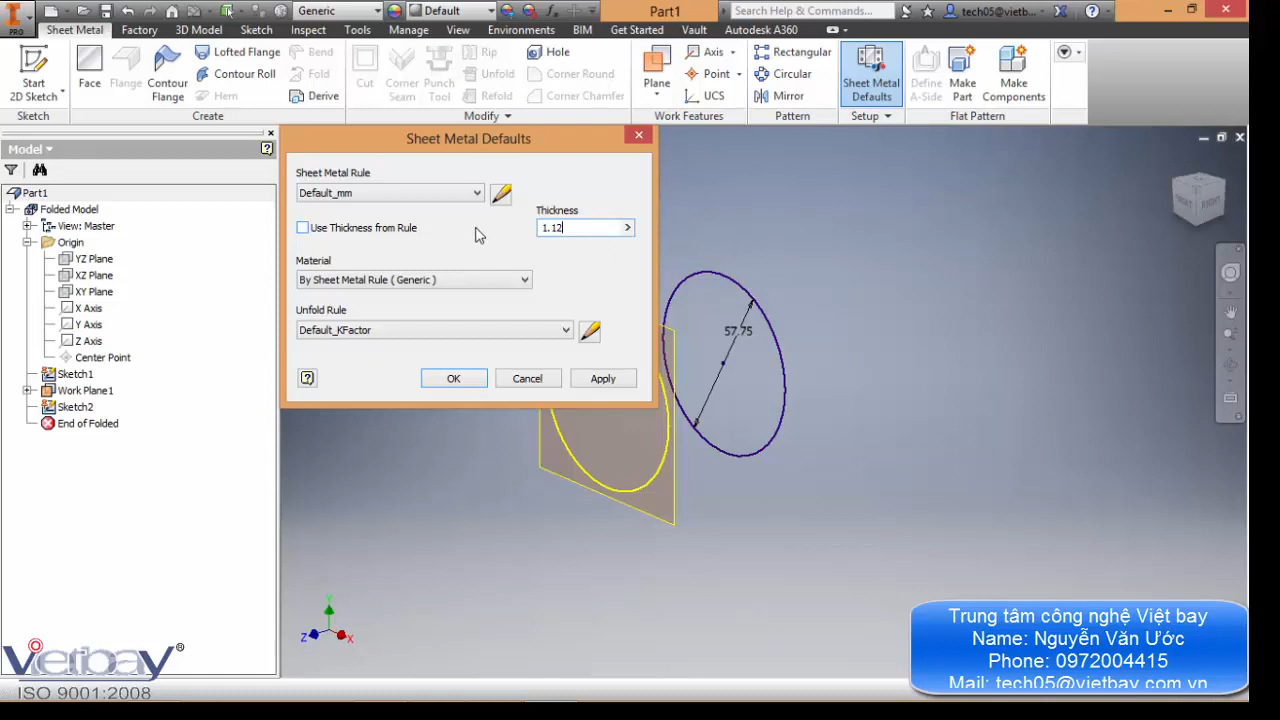 Generic
Default
Part1
Search Help & Commands...
tech05@vietb...
PRO
Sheet Metal
Factory
3D Model
Sketch
Inspect
Tools
Manage
View
Environments
BIM
Get Started
Vault
Autodesk A360
Start
2D Sketch
Face
Flange
Contour
Flange
Lofted Flange
Contour Roll
Hem
Bend
Fold
Derive
Cut
Corner
Seam
Punch
Tool
Rip
Unfold
Refold
Hole
Corner Round
Corner Chamfer
Plane
Axis
Point
UCS
Rectangular
Circular
Mirror
Sheet Metal
Defaults
Define
A-Side
Make
Part
Make
Components
Sketch
Create
Modify
Work Features
Pattern
Setup
Flat Pattern
Model
Part1
Folded Model
View: Master
Origin
YZ Plane
XZ Plane
XY Plane
X Axis
Y Axis
Z Axis
Center Point
Sketch1
Work Plane1
Sketch2
End of Folded
Sheet Metal Defaults
Sheet Metal Rule
Default_mm
Use Thickness from Rule
Thickness
1.12
Material
By Sheet Metal Rule ( Generic )
Unfold Rule
Default_KFactor
OK
Cancel
Apply
57.75
RIGHT
Y
Z
X
vietbay®
ISO 9001:2008
Trung tâm công nghệ Việt bay
Name: Nguyễn Văn Ước
Phone: 0972004415
Mail: tech05@vietbay.com.vn